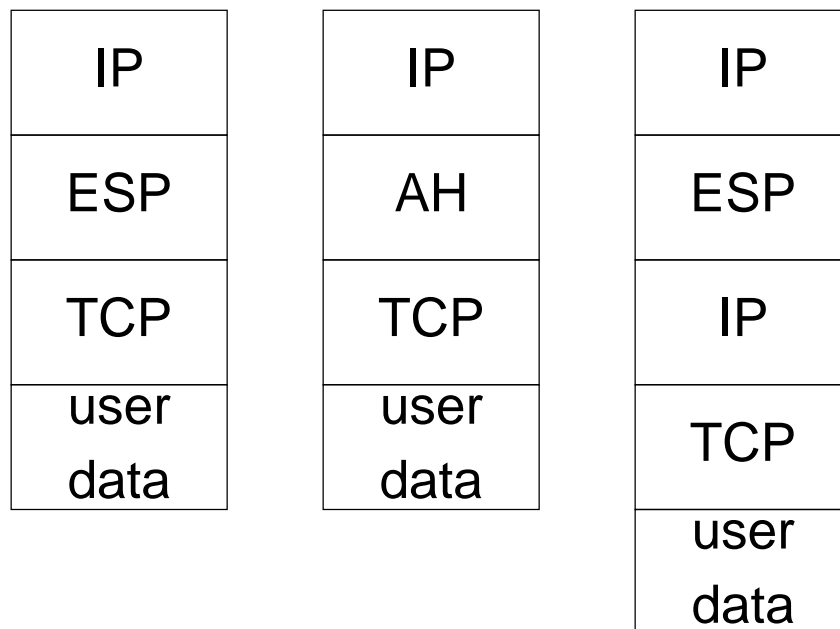 IP
ESP
TCP
user
data
IP
AH
TCP
user
data
IP
ESP
IP
TCP
user
data